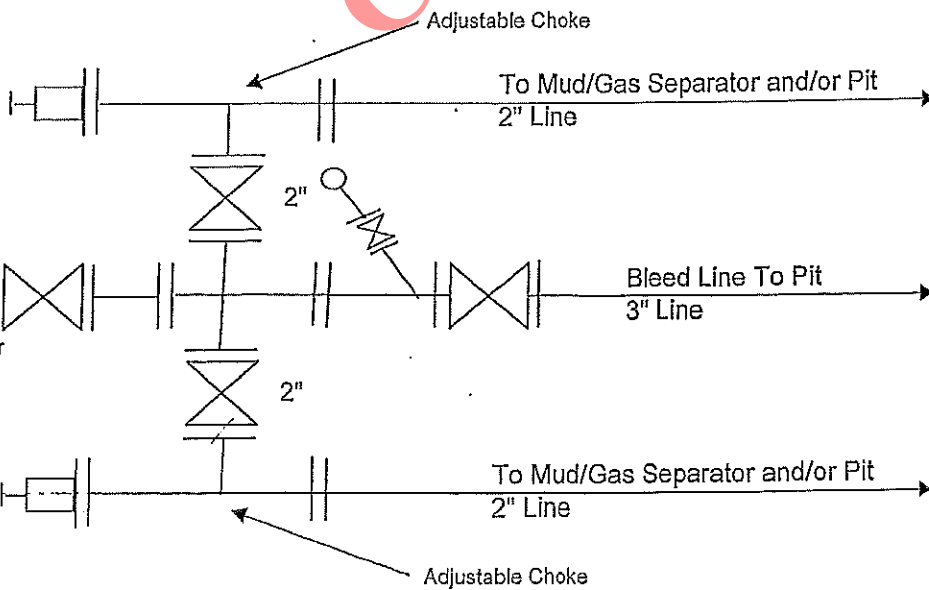 Adjustable Choke
To Mud/Gas Separator and/or Pit
2" Line
2"
Bleed Line To Pit
3" Line
r
2"
To Mud/Gas Separator and/or Pit
2" Line
Adjustable Choke